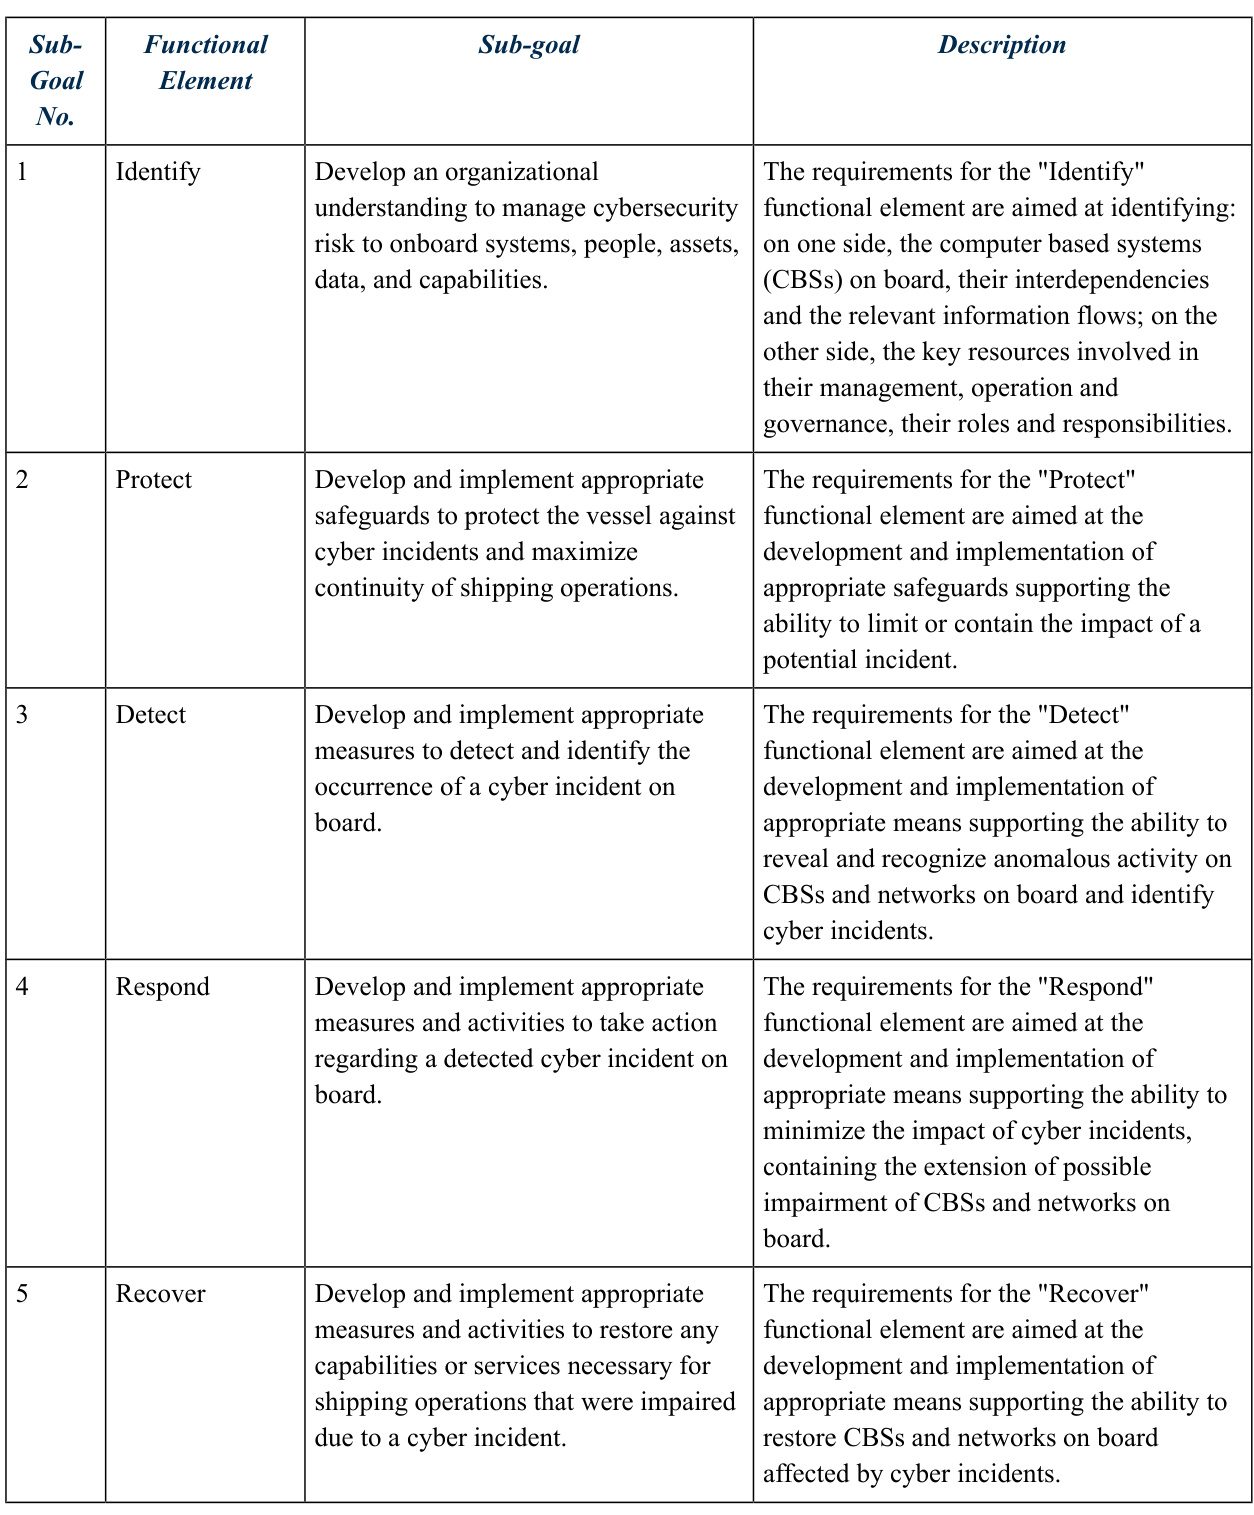 Sub-
Goal
No.
Functional
Element
Sub-goal
Description
1
Identify
Develop an organizational
understanding to manage cybersecurity
risk to onboard systems, people, assets,
data, and capabilities.
The requirements for the "Identify"
functional element are aimed at identifying:
on one side, the computer based systems
(CBSs) on board, their interdependencies
and the relevant information flows; on the
other side, the key resources involved in
their management, operation and
governance, their roles and responsibilities.
2
Protect
Develop and implement appropriate
safeguards to protect the vessel against
cyber incidents and maximize
continuity of shipping operations.
The requirements for the "Protect"
functional element are aimed at the
development and implementation of
appropriate safeguards supporting the
ability to limit or contain the impact of a
potential incident.
3
Detect
Develop and implement appropriate
measures to detect and identify the
occurrence of a cyber incident on
board.
The requirements for the "Detect"
functional element are aimed at the
development and implementation of
appropriate means supporting the ability to
reveal and recognize anomalous activity on
CBSs and networks on board and identify
cyber incidents.
4
Respond
Develop and implement appropriate
measures and activities to take action
regarding a detected cyber incident on
board.
The requirements for the "Respond"
functional element are aimed at the
development and implementation of
appropriate means supporting the ability to
minimize the impact of cyber incidents,
containing the extension of possible
impairment of CBSs and networks on
board.
5
Recover
Develop and implement appropriate
measures and activities to restore any
capabilities or services necessary for
shipping operations that were impaired
due to a cyber incident.
The requirements for the "Recover"
functional element are aimed at the
development and implementation of
appropriate means supporting the ability to
restore CBSs and networks on board
affected by cyber incidents.